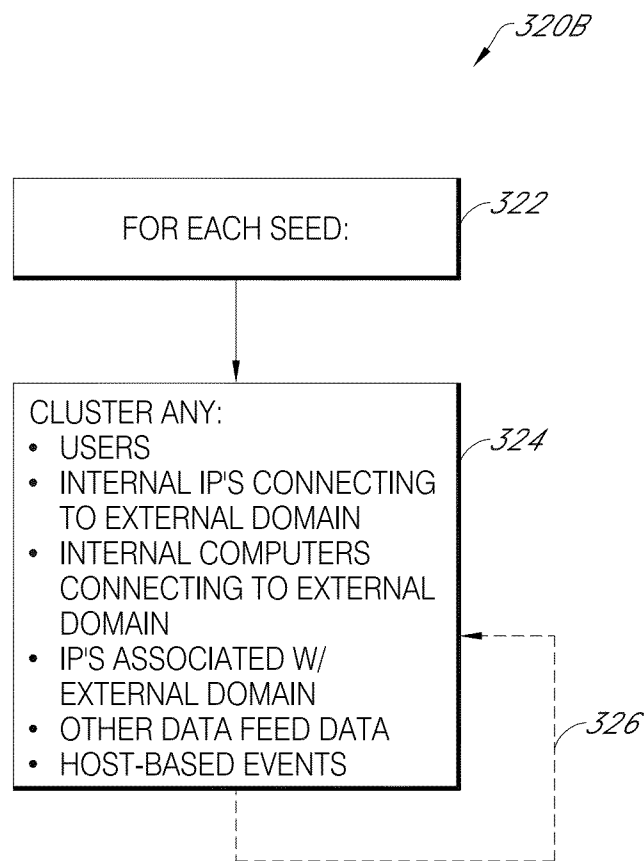 320B
FOR EACH SEED:
322
CLUSTER ANY:
• USERS
• INTERNAL IP'S CONNECTING
TO EXTERNAL DOMAIN
• INTERNAL COMPUTERS
CONNECTING TO EXTERNAL
DOMAIN
• IP'S ASSOCIATED W/
EXTERNAL DOMAIN
• OTHER DATA FEED DATA
• HOST-BASED EVENTS
324
326